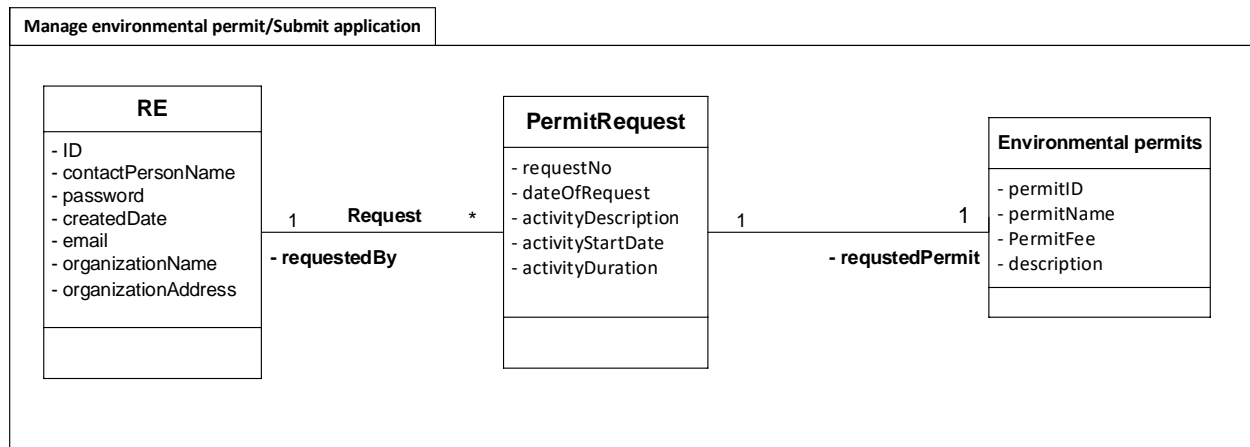 Manage environmental permit/Submit application
RE
- ID
- contactPersonName
- password
- createdDate
- email
- organizationName
- organizationAddress
1
Request
*
- requestedBy
PermitRequest
- requestNo
- dateOfRequest
- activityDescription
- activityStartDate
- activityDuration
1
1
- requstedPermit
Environmental permits
- permitID
- permitName
- PermitFee
- description